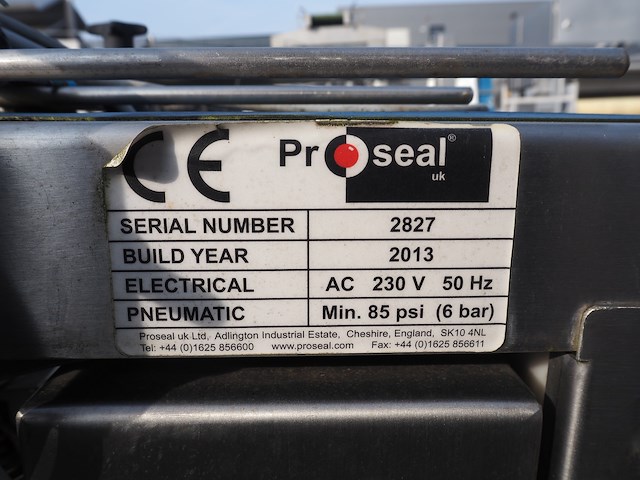 CE Proseal®
uk
SERIAL NUMBER 2827
BUILD YEAR 2013
ELECTRICAL AC 230 V 50 Hz
PNEUMATIC Min. 85 psi (6 bar)
Proseal uk Ltd, Adlington Industrial Estate, Cheshire, England, SK10 4NL
Tel: +44 (0)1625 856600 www.proseal.com Fax: +44 (0)1625 856611